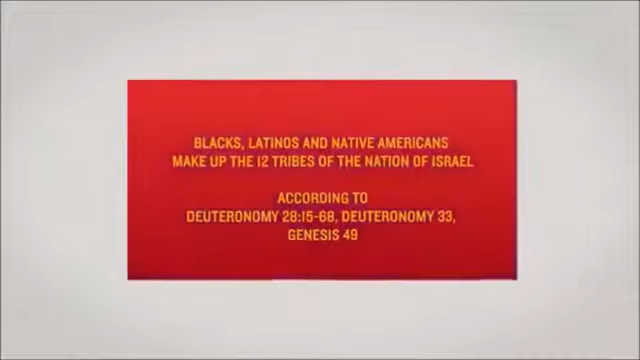 BLACKS, LATINOS AND NATIVE AMERICANS
MAKE UP THE 12 TRIBES OF THE NATION OF ISRAEL
ACCORDING TO
DEUTERONOMY 28:15-68, DEUTERONOMY 33,
GENESIS 49